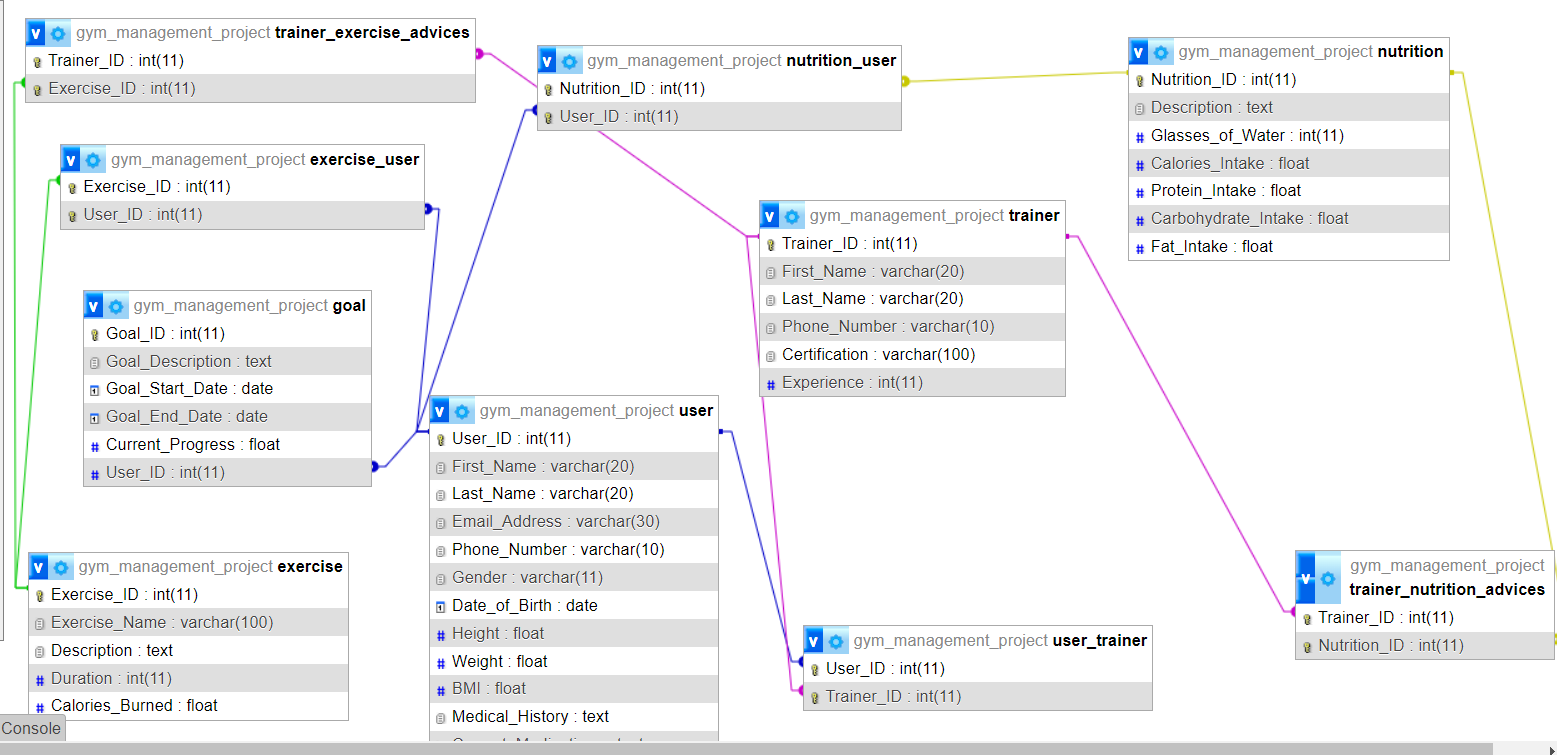 gym_management_project trainer_exercise_advices
Trainer_ID : int(11)
Exercise_ID : int(11)
gym_management_project nutrition_user
Nutrition_ID : int(11)
User_ID : int(11)
gym_management_project nutrition
Nutrition_ID : int(11)
Description : text
Glasses_of_Water : int(11)
Calories_Intake : float
Protein_Intake : float
Carbohydrate_Intake : float
Fat_Intake : float
gym_management_project exercise_user
Exercise_ID : int(11)
User_ID : int(11)
gym_management_project trainer
Trainer_ID : int(11)
First_Name : varchar(20)
Last_Name : varchar(20)
Phone_Number : varchar(10)
Certification : varchar(100)
Experience : int(11)
gym_management_project goal
Goal_ID : int(11)
Goal_Description : text
Goal_Start_Date : date
Goal_End_Date : date
Current_Progress : float
User_ID : int(11)
gym_management_project user
User_ID : int(11)
First_Name : varchar(20)
Last_Name : varchar(20)
Email_Address : varchar(30)
Phone_Number : varchar(10)
Gender : varchar(11)
Date_of_Birth : date
Height : float
Weight : float
BMI : float
Medical_History : text
gym_management_project exercise
Exercise_ID : int(11)
Exercise_Name : varchar(100)
Description : text
Duration : int(11)
Calories_Burned : float
gym_management_project user_trainer
User_ID : int(11)
Trainer_ID : int(11)
gym_management_project
trainer_nutrition_advices
Trainer_ID : int(11)
Nutrition_ID : int(11)
Console